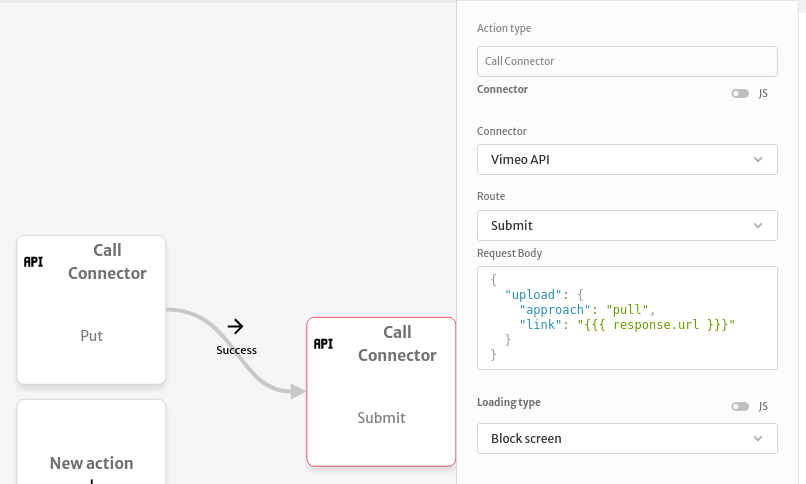 API
Call
Connector
Put
New action
Success
API
Call
Connector
Submit
Action type
Call Connector
Connector
JS
Connector
Vimeo API
Route
Submit
Request Body
{
  "upload": {
    "approach": "pull",
    "link": "{{{ response.url }}}"
  }
}
Loading type
JS
Block screen